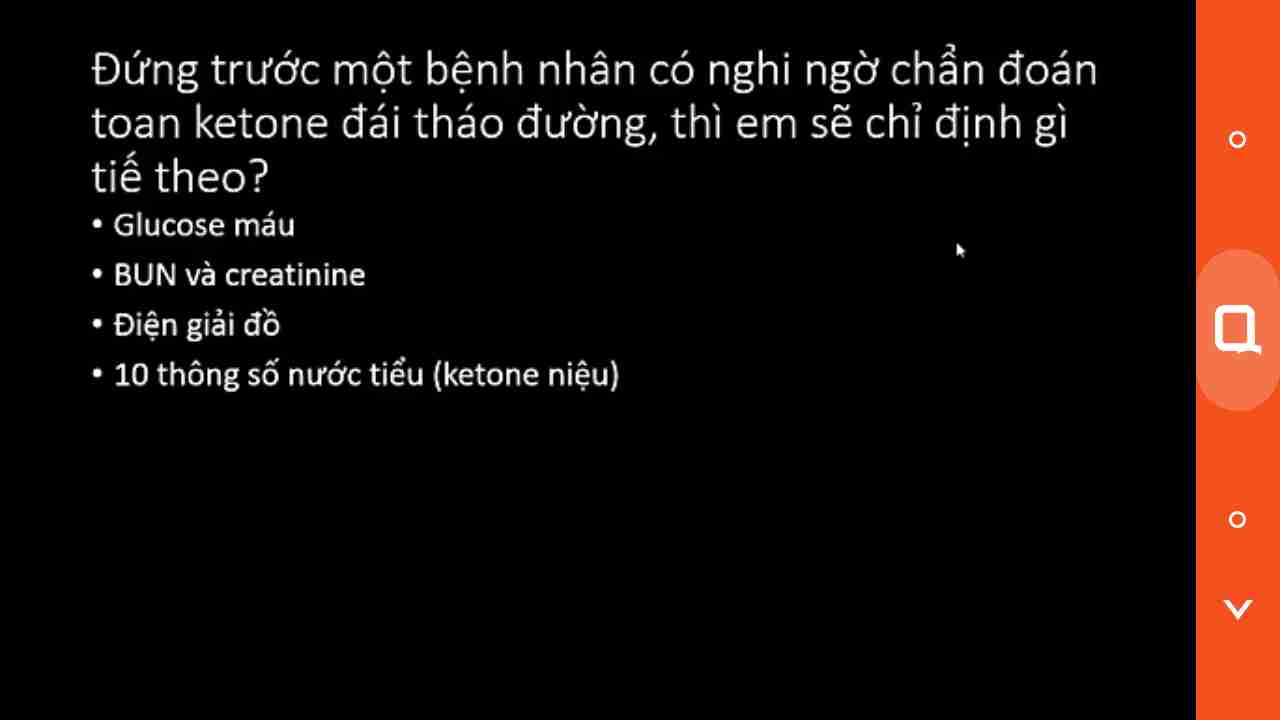 Đứng trước một bệnh nhân có nghi ngờ chẩn đoán
toan ketone đái tháo đường, thì em sẽ chỉ định gì
tiế theo?
• Glucose máu
• BUN và creatinine
• Điện giải đồ
• 10 thông số nước tiểu (ketone niệu)